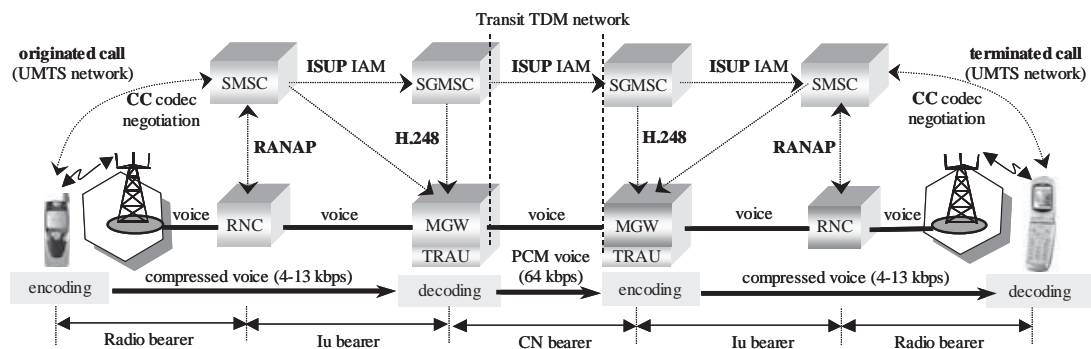 Transit TDM network
originated call
(UMTS network)
terminated call
(UMTS network)
SMSC
ISUP IAM
SGMSC
ISUP IAM
SGMSC
ISUP IAM
SMSC
CC codec
negotiation
CC codec
negotiation
RANAP
H.248
H.248
RANAP
voice
RNC
voice
MGW
voice
MGW
voice
RNC
voice
TRAU
TRAU
encoding
compressed voice (4-13 kbps)
decoding
PCM voice
(64 kbps)
encoding
compressed voice (4-13 kbps)
decoding
Radio bearer
Iu bearer
CN bearer
Iu bearer
Radio bearer